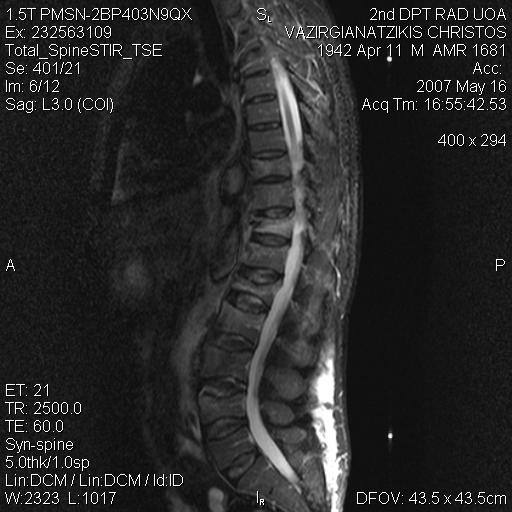 1.5T PMSN-2BP403N9QX
Ex: 232563109
Total_SpineSTIR_TSE
Se: 401/21
Im: 6/12
Sag: L3.0 (COI)
SL
2nd DPT RAD UOA
VAZIRGIANATZIKIS CHRISTOS
1942 Apr 11 M AMR 1681
Acc:
2007 May 16
Acq Tm: 16:55:42.53
400 x 294
A
P
ET: 21
TR: 2500.0
TE: 60.0
Syn-spine
5.0thk/1.0sp
Lin:DCM / Lin:DCM / Id:ID
W:2323 L:1017
IR
DFOV: 43.5 x 43.5cm